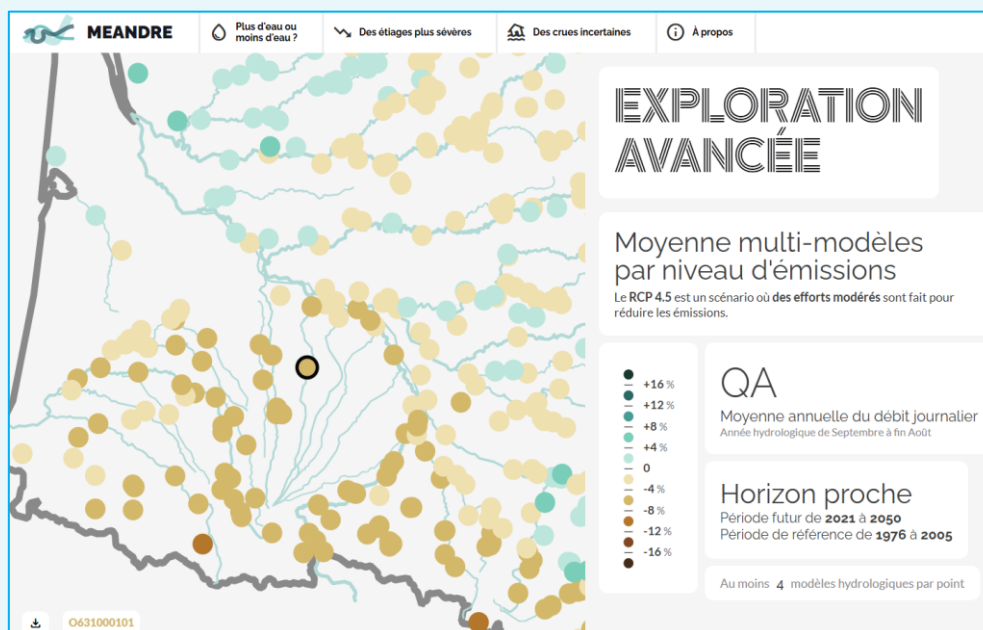 MEANDRE
Plus d'eau ou
moins d'eau ?
Des étiages plus sévères
Des crues incertaines
À propos
EXPLORATION
AVANCÉE
Moyenne multi-modèles
par niveau d'émissions
Le RCP 4.5 est un scénario où des efforts modérés sont fait pour
réduire les émissions.
+16 %
+12 %
+8 %
+4 %
0
-4 %
-8 %
-12 %
-16 %
QA
Moyenne annuelle du débit journalier
Année hydrologique de Septembre à fin Août
Horizon proche
Période futur de 2021 à 2050
Période de référence de 1976 à 2005
Au moins 4 modèles hydrologiques par point
O631000101